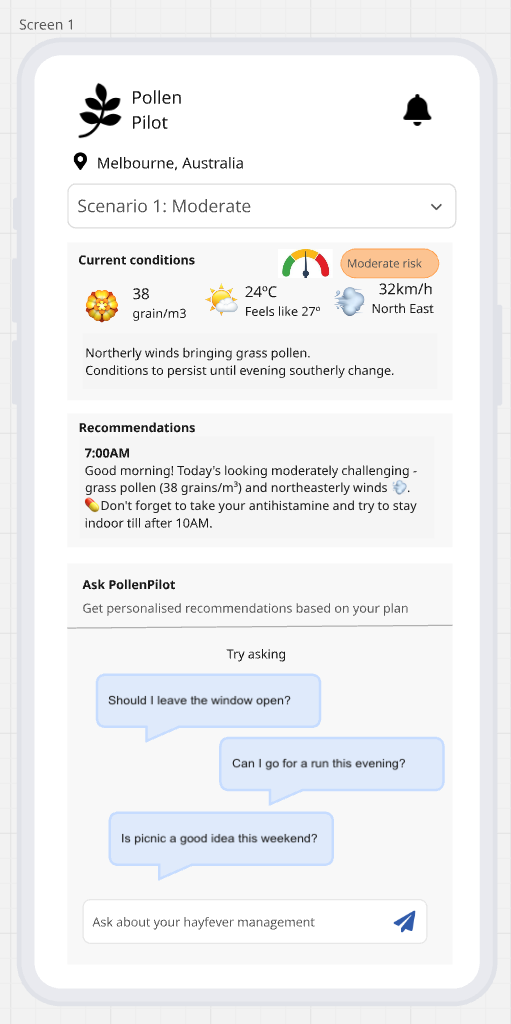 Screen 1
Pollen
Pilot
Melbourne, Australia
Scenario 1: Moderate
Current conditions
Moderate risk
38
grain/m3
24ºC
Feels like 27º
32km/h
North East
Northerly winds bringing grass pollen.
Conditions to persist until evening southerly change.
Recommendations
7:00AM
Good morning! Today's looking moderately challenging -
grass pollen (38 grains/m³) and northeasterly winds 💨.
💊Don't forget to take your antihistamine and try to stay
indoor till after 10AM.
Ask PollenPilot
Get personalised recommendations based on your plan
Try asking
Should I leave the window open?
Can I go for a run this evening?
Is picnic a good idea this weekend?
Ask about your hayfever management